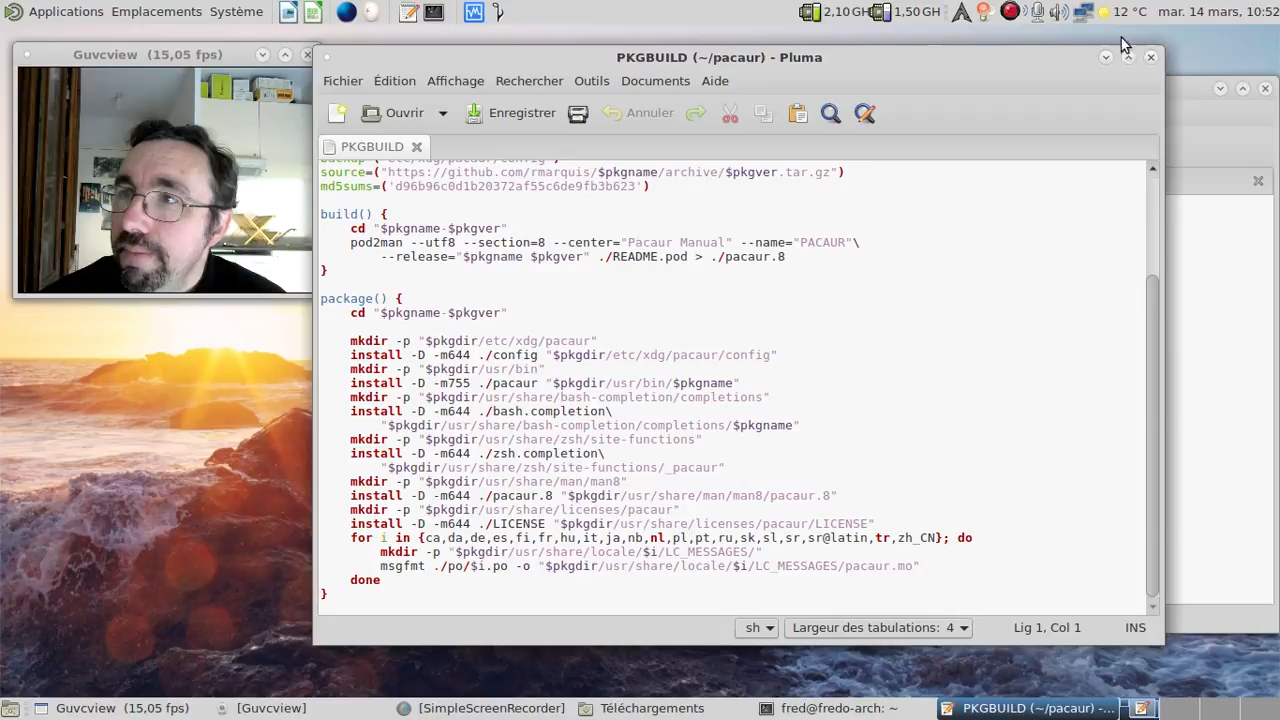 Applications Emplacements Système
2,10 GH 1,50 GH 12 °C mar. 14 mars, 10:52
Guvcview (15,05 fps)
PKGBUILD (~/pacaur) - Pluma
Fichier Édition Affichage Rechercher Outils Documents Aide
Ouvrir Enregistrer Annuler
PKGBUILD
backup=('etc/xdg/pacaur/config')
source=("https://github.com/rmarquis/$pkgname/archive/$pkgver.tar.gz")
md5sums=('d96b96c0d1b20372af55c6de9fb3b623')
build() {
cd "$pkgname-$pkgver"
pod2man --utf8 --section=8 --center="Pacaur Manual" --name="PACAUR"\
--release="$pkgname $pkgver" ./README.pod > ./pacaur.8
}
package() {
cd "$pkgname-$pkgver"
mkdir -p "$pkgdir/etc/xdg/pacaur"
install -D -m644 ./config "$pkgdir/etc/xdg/pacaur/config"
mkdir -p "$pkgdir/usr/bin"
install -D -m755 ./pacaur "$pkgdir/usr/bin/$pkgname"
mkdir -p "$pkgdir/usr/share/bash-completion/completions"
install -D -m644 ./bash.completion\
"$pkgdir/usr/share/bash-completion/completions/$pkgname"
mkdir -p "$pkgdir/usr/share/zsh/site-functions"
install -D -m644 ./zsh.completion\
"$pkgdir/usr/share/zsh/site-functions/_pacaur"
mkdir -p "$pkgdir/usr/share/man/man8"
install -D -m644 ./pacaur.8 "$pkgdir/usr/share/man/man8/pacaur.8"
mkdir -p "$pkgdir/usr/share/licenses/pacaur"
install -D -m644 ./LICENSE "$pkgdir/usr/share/licenses/pacaur/LICENSE"
for i in {ca,da,de,es,fi,fr,hu,it,ja,nb,nl,pl,pt,ru,sk,sl,sr,sr@latin,tr,zh_CN}; do
mkdir -p "$pkgdir/usr/share/locale/$i/LC_MESSAGES/"
msgfmt ./po/$i.po -o "$pkgdir/usr/share/locale/$i/LC_MESSAGES/pacaur.mo"
done
}
sh Largeur des tabulations: 4 Lig 1, Col 1 INS
Guvcview (15,05 fps) [Guvcview] [SimpleScreenRecorder] Téléchargements fred@fredo-arch: ~ PKGBUILD (~/pacaur) -...